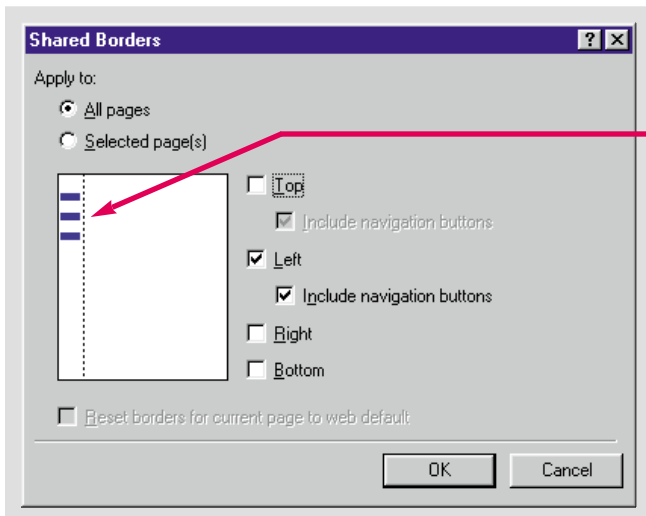 Shared Borders
Apply to:
All pages
Selected page(s)
Top
Include navigation buttons
Left
Include navigation buttons
Right
Bottom
Reset borders for current page to web default
OK Cancel